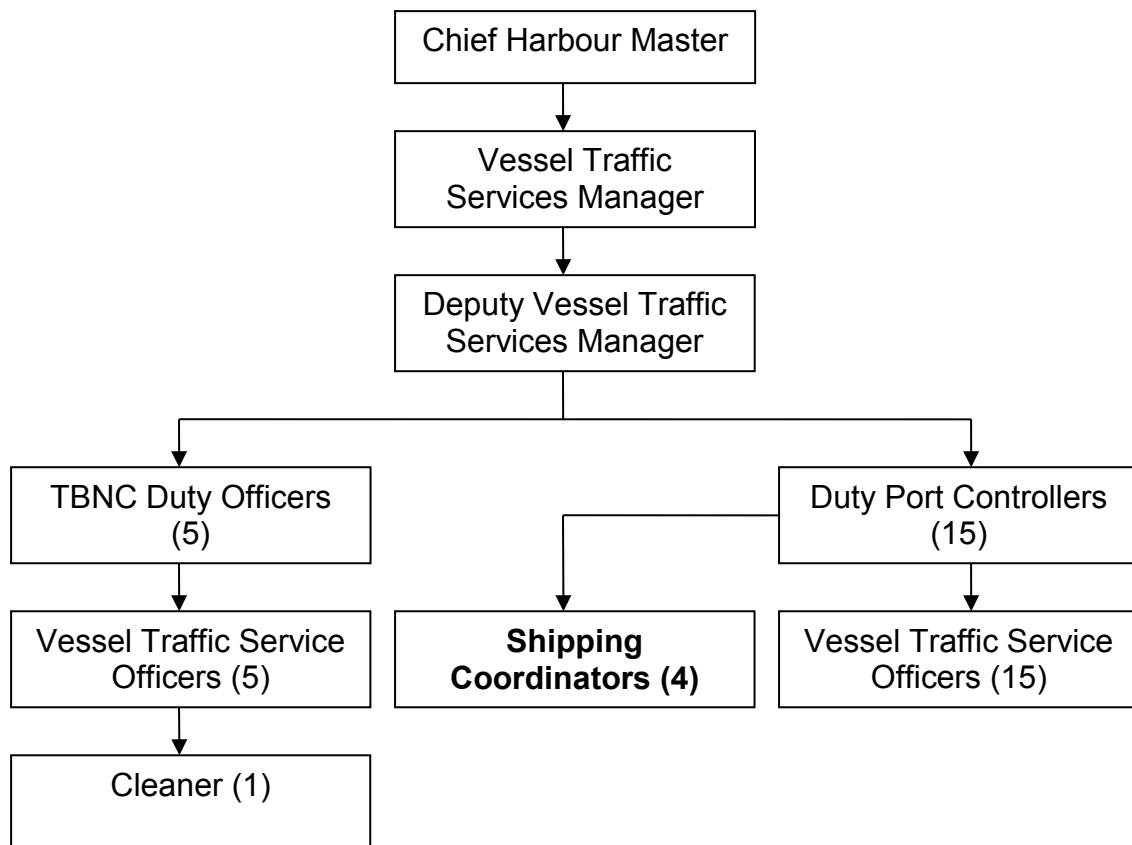 Chief Harbour Master
Vessel Traffic
Services Manager
Deputy Vessel Traffic
Services Manager
TBNC Duty Officers
(5)
Duty Port Controllers
(15)
Vessel Traffic Service
Officers (5)
Shipping
Coordinators (4)
Vessel Traffic Service
Officers (15)
Cleaner (1)